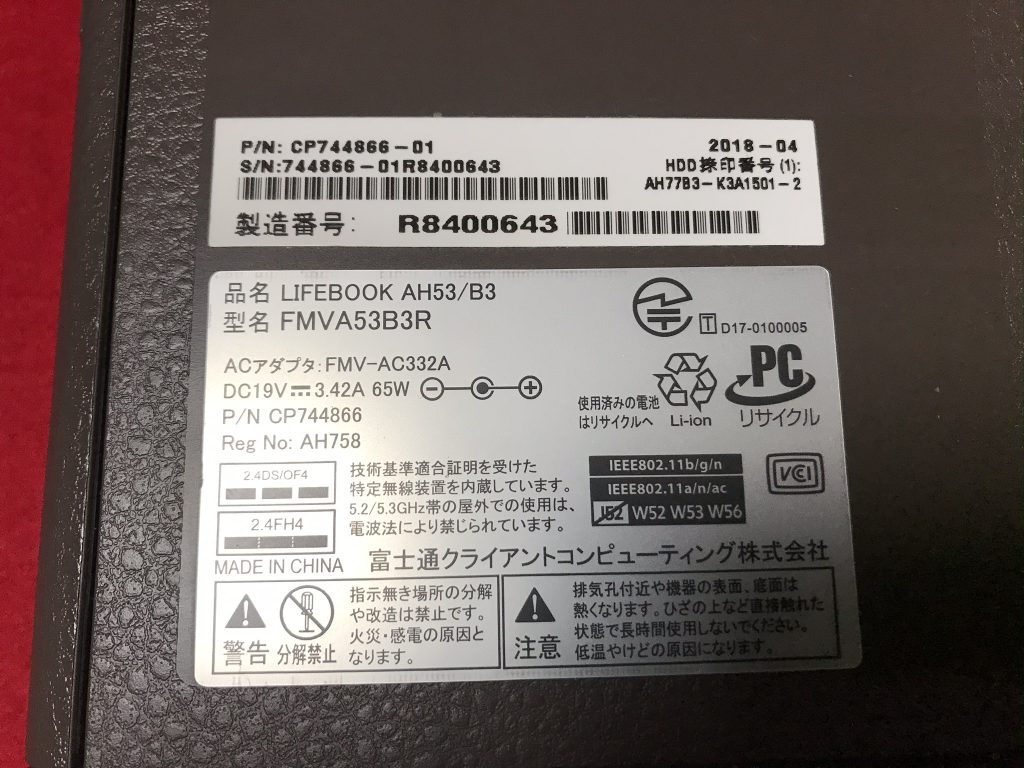 P/N: CP744866-01
S/N:744866-01R8400643
製造番号: R8400643
2018-04
HDD捺印番号(1):
AH77B3-K3A1501-2
品名 LIFEBOOK AH53/B3
型名 FMVA53B3R
ACアダプタ:FMV-AC332A
DC19V 3.42A 65W
P/N CP744866
Reg No: AH758
T D17-0100005
使用済みの電池
はリサイクルへ
Li-ion
PC
リサイクル
2.4DS/OF4
2.4FH4
MADE IN CHINA
技術基準適合証明を受けた
特定無線装置を内蔵しています。
5.2/5.3GHz帯の屋外での使用は、
電波法により禁じられています。
IEEE802.11b/g/n
IEEE802.11a/n/ac
J52 W52 W53 W56
VCI
富士通クライアントコンピューティング株式会社
警告
分解禁止
指示無き場所の分解
や改造は禁止です。
火災・感電の原因と
なります。
注意
排気孔付近や機器の表面、底面は
熱くなります。ひざの上など直接触れた
状態で長時間使用しないでください。
低温やけどの原因になります。